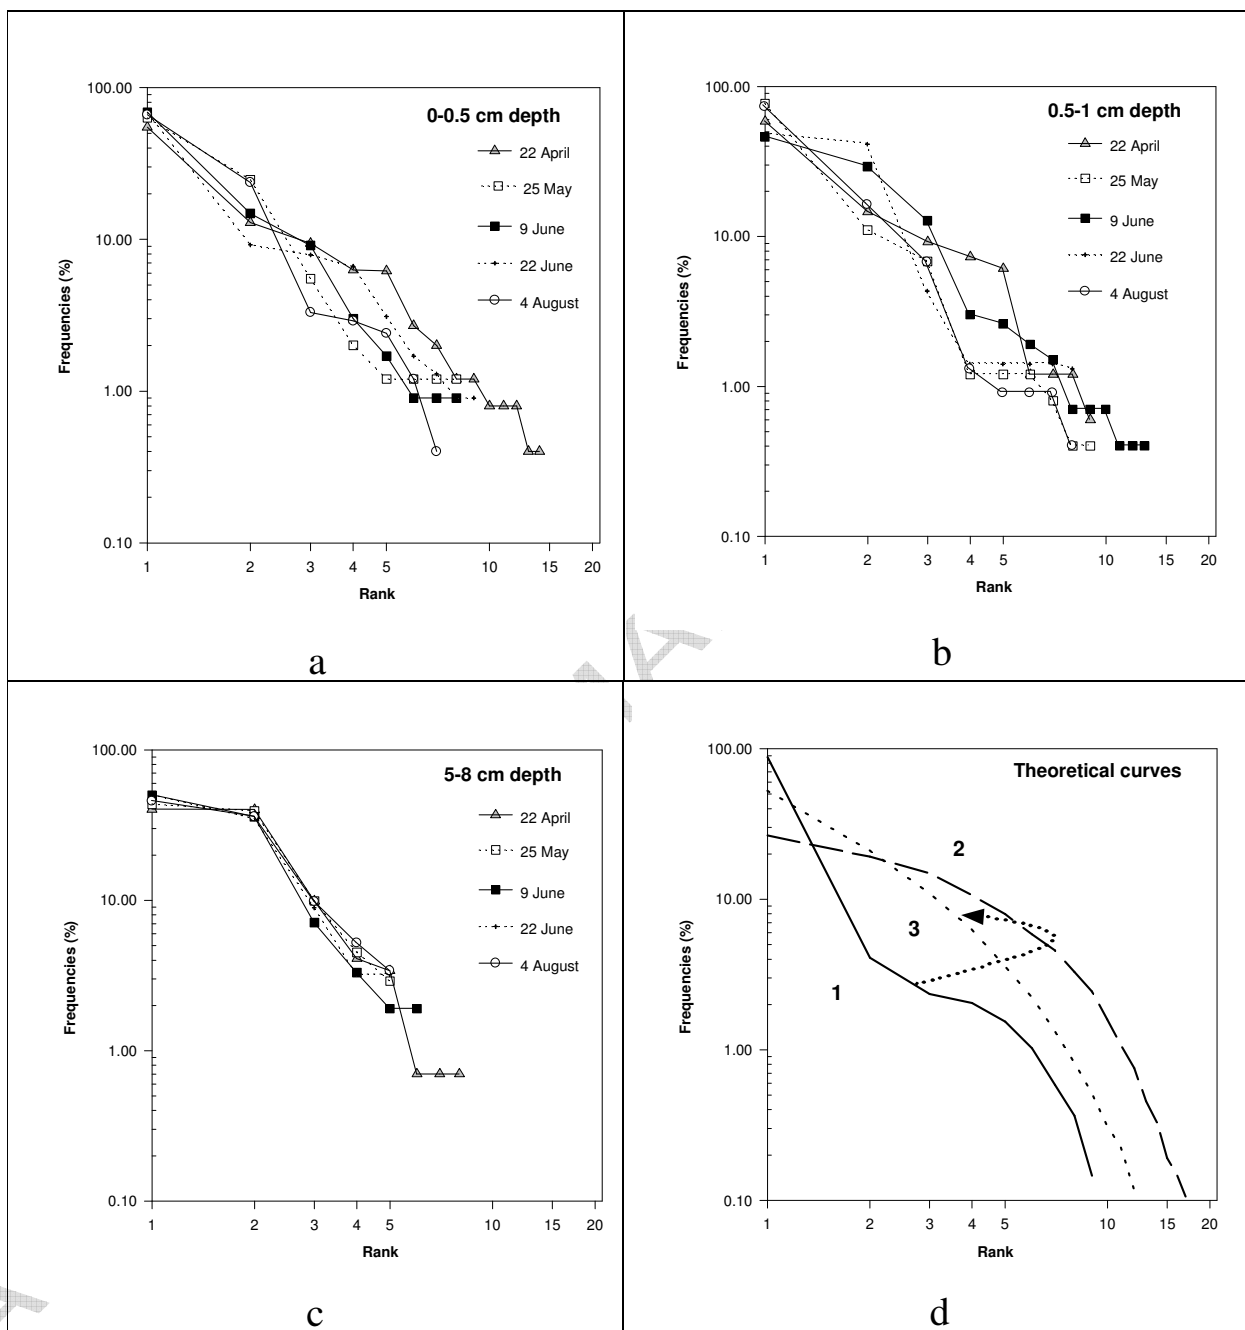 100.00
10.00
1.00
0.10
Frequencies (%)
0-0.5 cm depth
22 April
25 May
9 June
22 June
4 August
1 2 3 4 5 10 15 20
Rank
a
100.00
10.00
1.00
0.10
Frequencies (%)
0.5-1 cm depth
22 April
25 May
9 June
22 June
4 August
1 2 3 4 5 10 15 20
Rank
b
100.00
10.00
1.00
0.10
Frequencies (%)
5-8 cm depth
22 April
25 May
9 June
22 June
4 August
1 2 3 4 5 10 15 20
Rank
c
100.00
10.00
1.00
0.10
Frequencies (%)
Theoretical curves
2
3
1
1 2 3 5 10 15 20
Rank
d